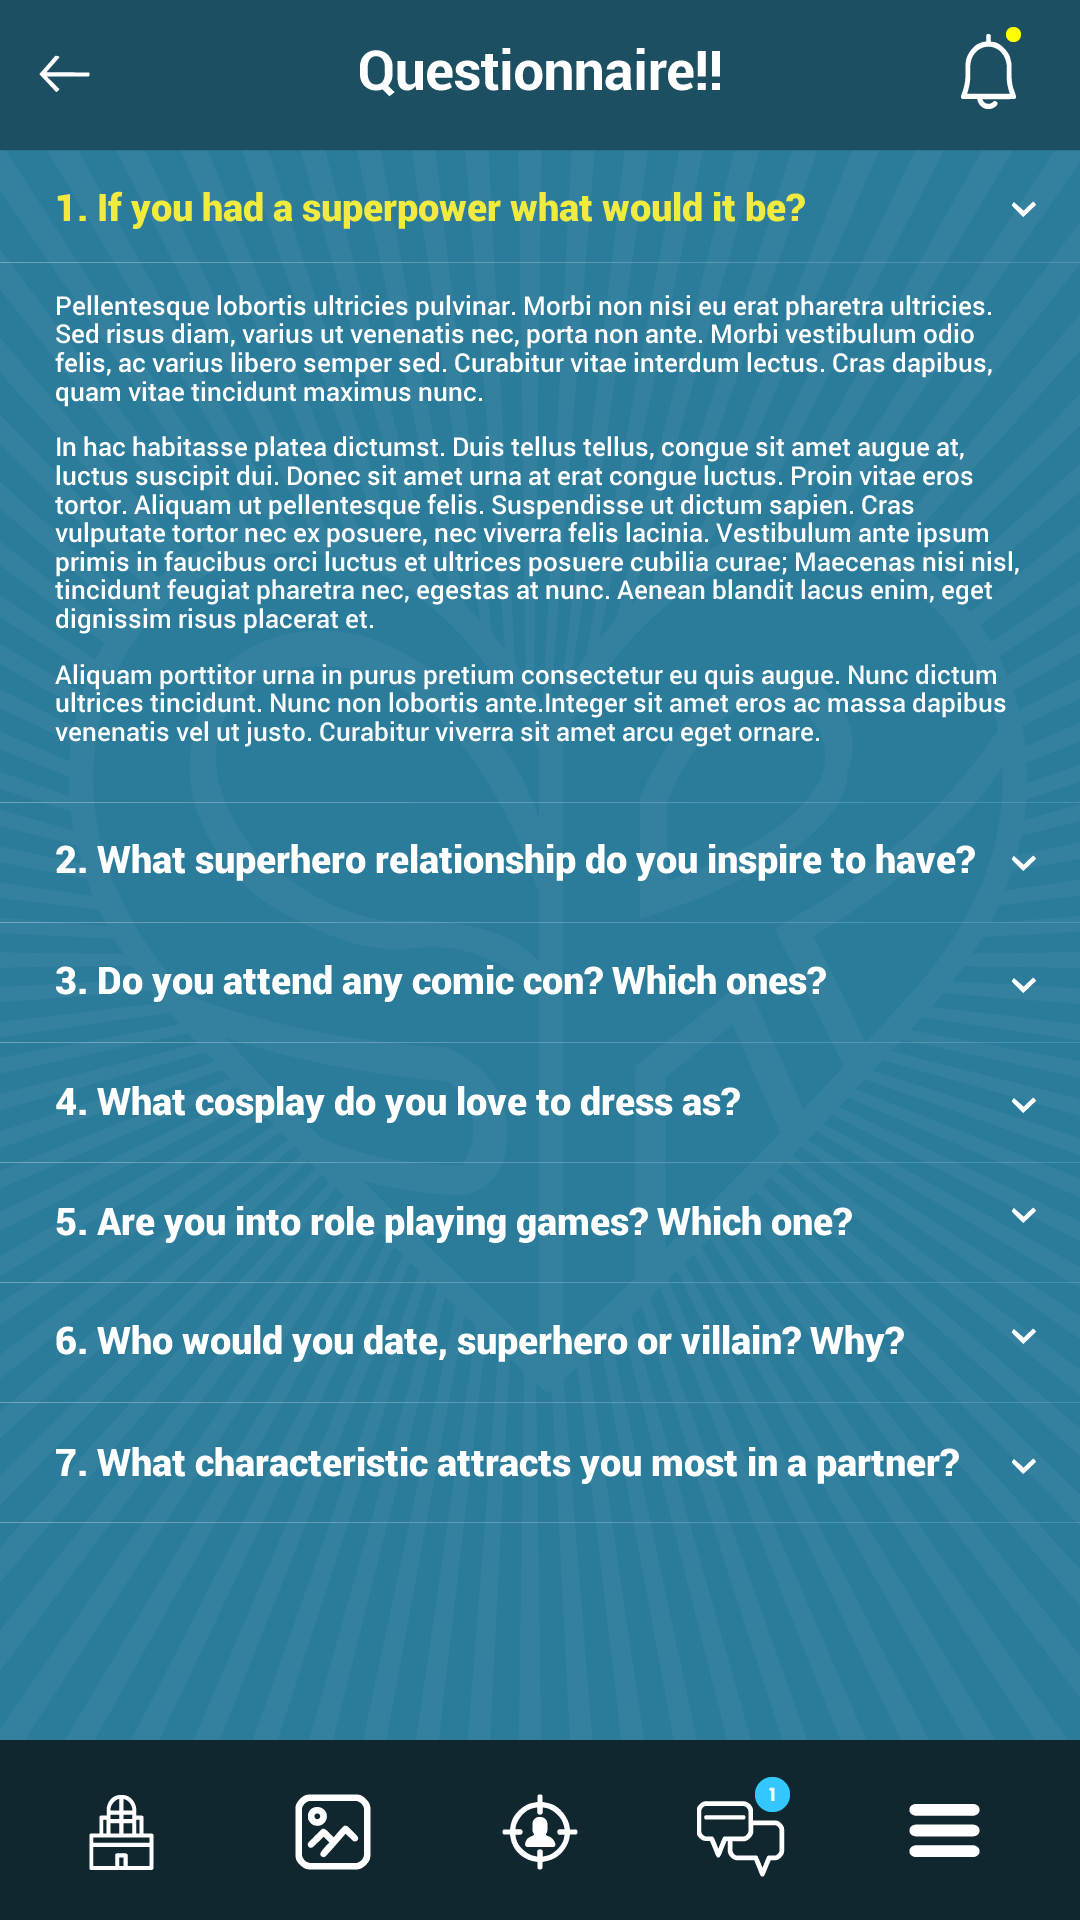 Questionnaire!!
1. If you had a superpower what would it be?
Pellentesque lobortis ultricies pulvinar. Morbi non nisi eu erat pharetra ultricies.
Sed risus diam, varius ut venenatis nec, porta non ante. Morbi vestibulum odio
felis, ac varius libero semper sed. Curabitur vitae interdum lectus. Cras dapibus,
quam vitae tincidunt maximus nunc.
In hac habitasse platea dictumst. Duis tellus tellus, congue sit amet augue at,
luctus suscipit dui. Donec sit amet urna at erat congue luctus. Proin vitae eros
tortor. Aliquam ut pellentesque felis. Suspendisse ut dictum sapien. Cras
vulputate tortor nec ex posuere, nec viverra felis lacinia. Vestibulum ante ipsum
primis in faucibus orci luctus et ultrices posuere cubilia curae; Maecenas nisi nisl,
tincidunt feugiat pharetra nec, egestas at nunc. Aenean blandit lacus enim, eget
dignissim risus placerat et.
Aliquam porttitor urna in purus pretium consectetur eu quis augue. Nunc dictum
ultrices tincidunt. Nunc non lobortis ante.Integer sit amet eros ac massa dapibus
venenatis vel ut justo. Curabitur viverra sit amet arcu eget ornare.
2. What superhero relationship do you inspire to have?
3. Do you attend any comic con? Which ones?
4. What cosplay do you love to dress as?
5. Are you into role playing games? Which one?
6. Who would you date, superhero or villain? Why?
7. What characteristic attracts you most in a partner?
1